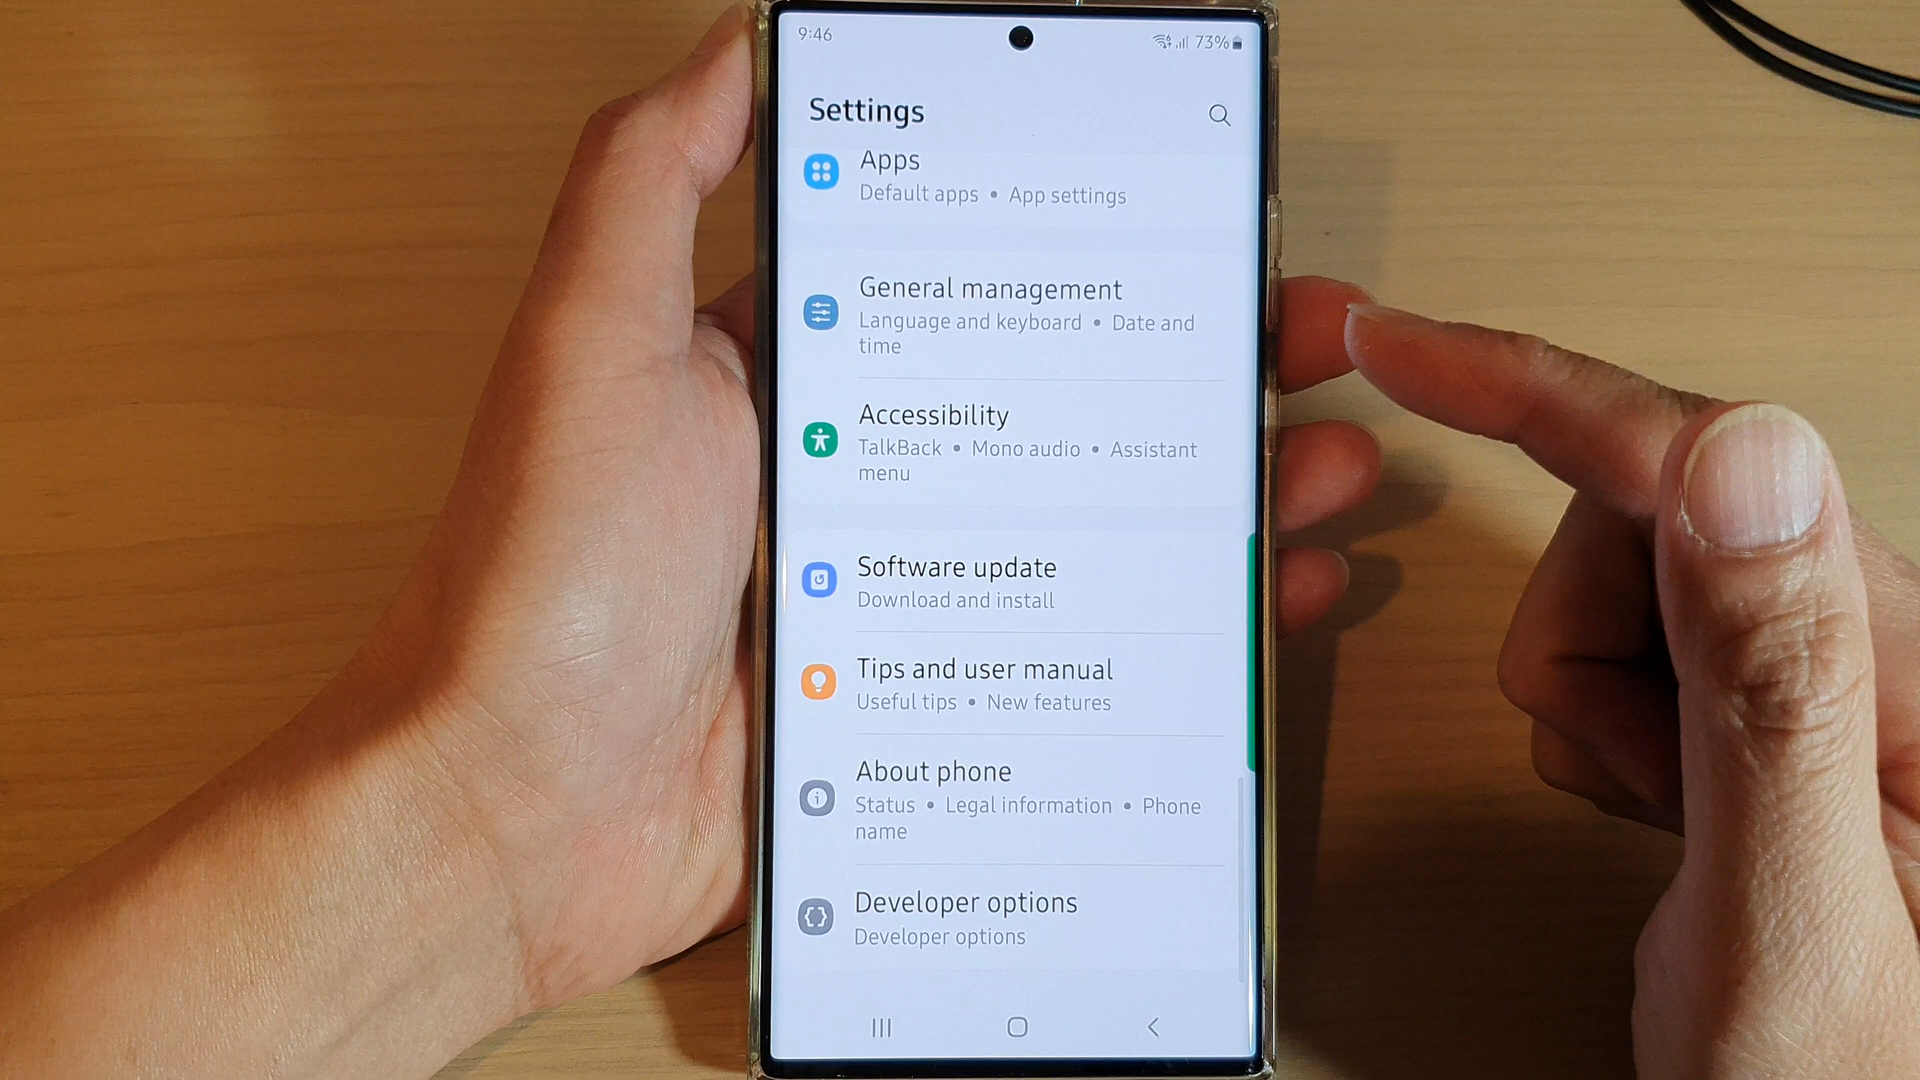 9:46
73%
Settings
Apps
Default apps • App settings
General management
Language and keyboard • Date and
time
Accessibility
TalkBack • Mono audio • Assistant
menu
Software update
Download and install
Tips and user manual
Useful tips • New features
About phone
Status • Legal information • Phone
name
Developer options
Developer options